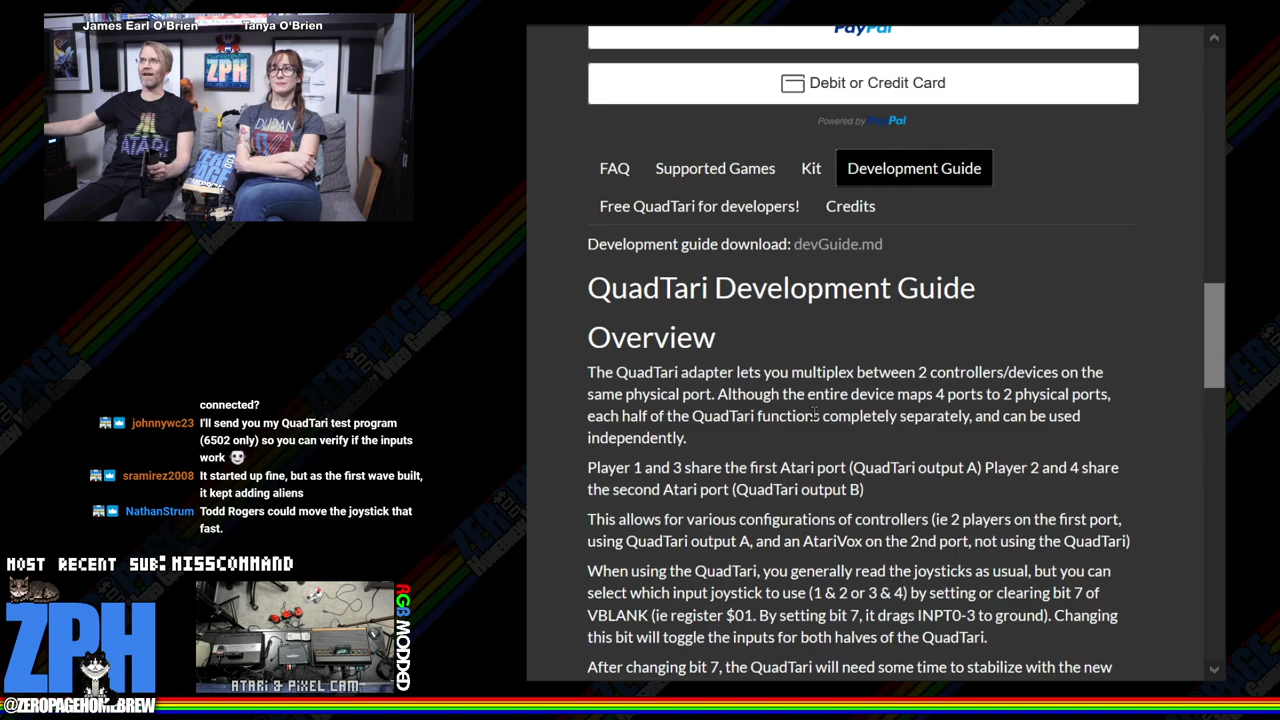 James Earl O'Brien
Tanya O'Brien
ZPH
ATARI
DURAN
PayPal
Debit or Credit Card
Powered by PayPal
FAQ
Supported Games
Kit
Development Guide
Free QuadTari for developers!
Credits
Development guide download: devGuide.md
QuadTari Development Guide
Overview
The QuadTari adapter lets you multiplex between 2 controllers/devices on the
same physical port. Although the entire device maps 4 ports to 2 physical ports,
each half of the QuadTari functions completely separately, and can be used
independently.
Player 1 and 3 share the first Atari port (QuadTari output A) Player 2 and 4 share
the second Atari port (QuadTari output B)
This allows for various configurations of controllers (ie 2 players on the first port,
using QuadTari output A, and an AtariVox on the 2nd port, not using the QuadTari)
When using the QuadTari, you generally read the joysticks as usual, but you can
select which input joystick to use (1 & 2 or 3 & 4) by setting or clearing bit 7 of
VBLANK (ie register $01. By setting bit 7, it drags INPT0-3 to ground). Changing
this bit will toggle the inputs for both halves of the QuadTari.
After changing bit 7, the QuadTari will need some time to stabilize with the new
connected?
johnnywc23 I'll send you my QuadTari test program
(6502 only) so you can verify if the inputs
work
sramirez2008 It started up fine, but as the first wave built,
it kept adding aliens
NathanStrum Todd Rogers could move the joystick that
fast.
MOST RECENT SUB: MISSCOMMAND
ZPH
@ZEROPAGEHOMEBREW
ATARI & PIXEL CAM
RGB MODDED